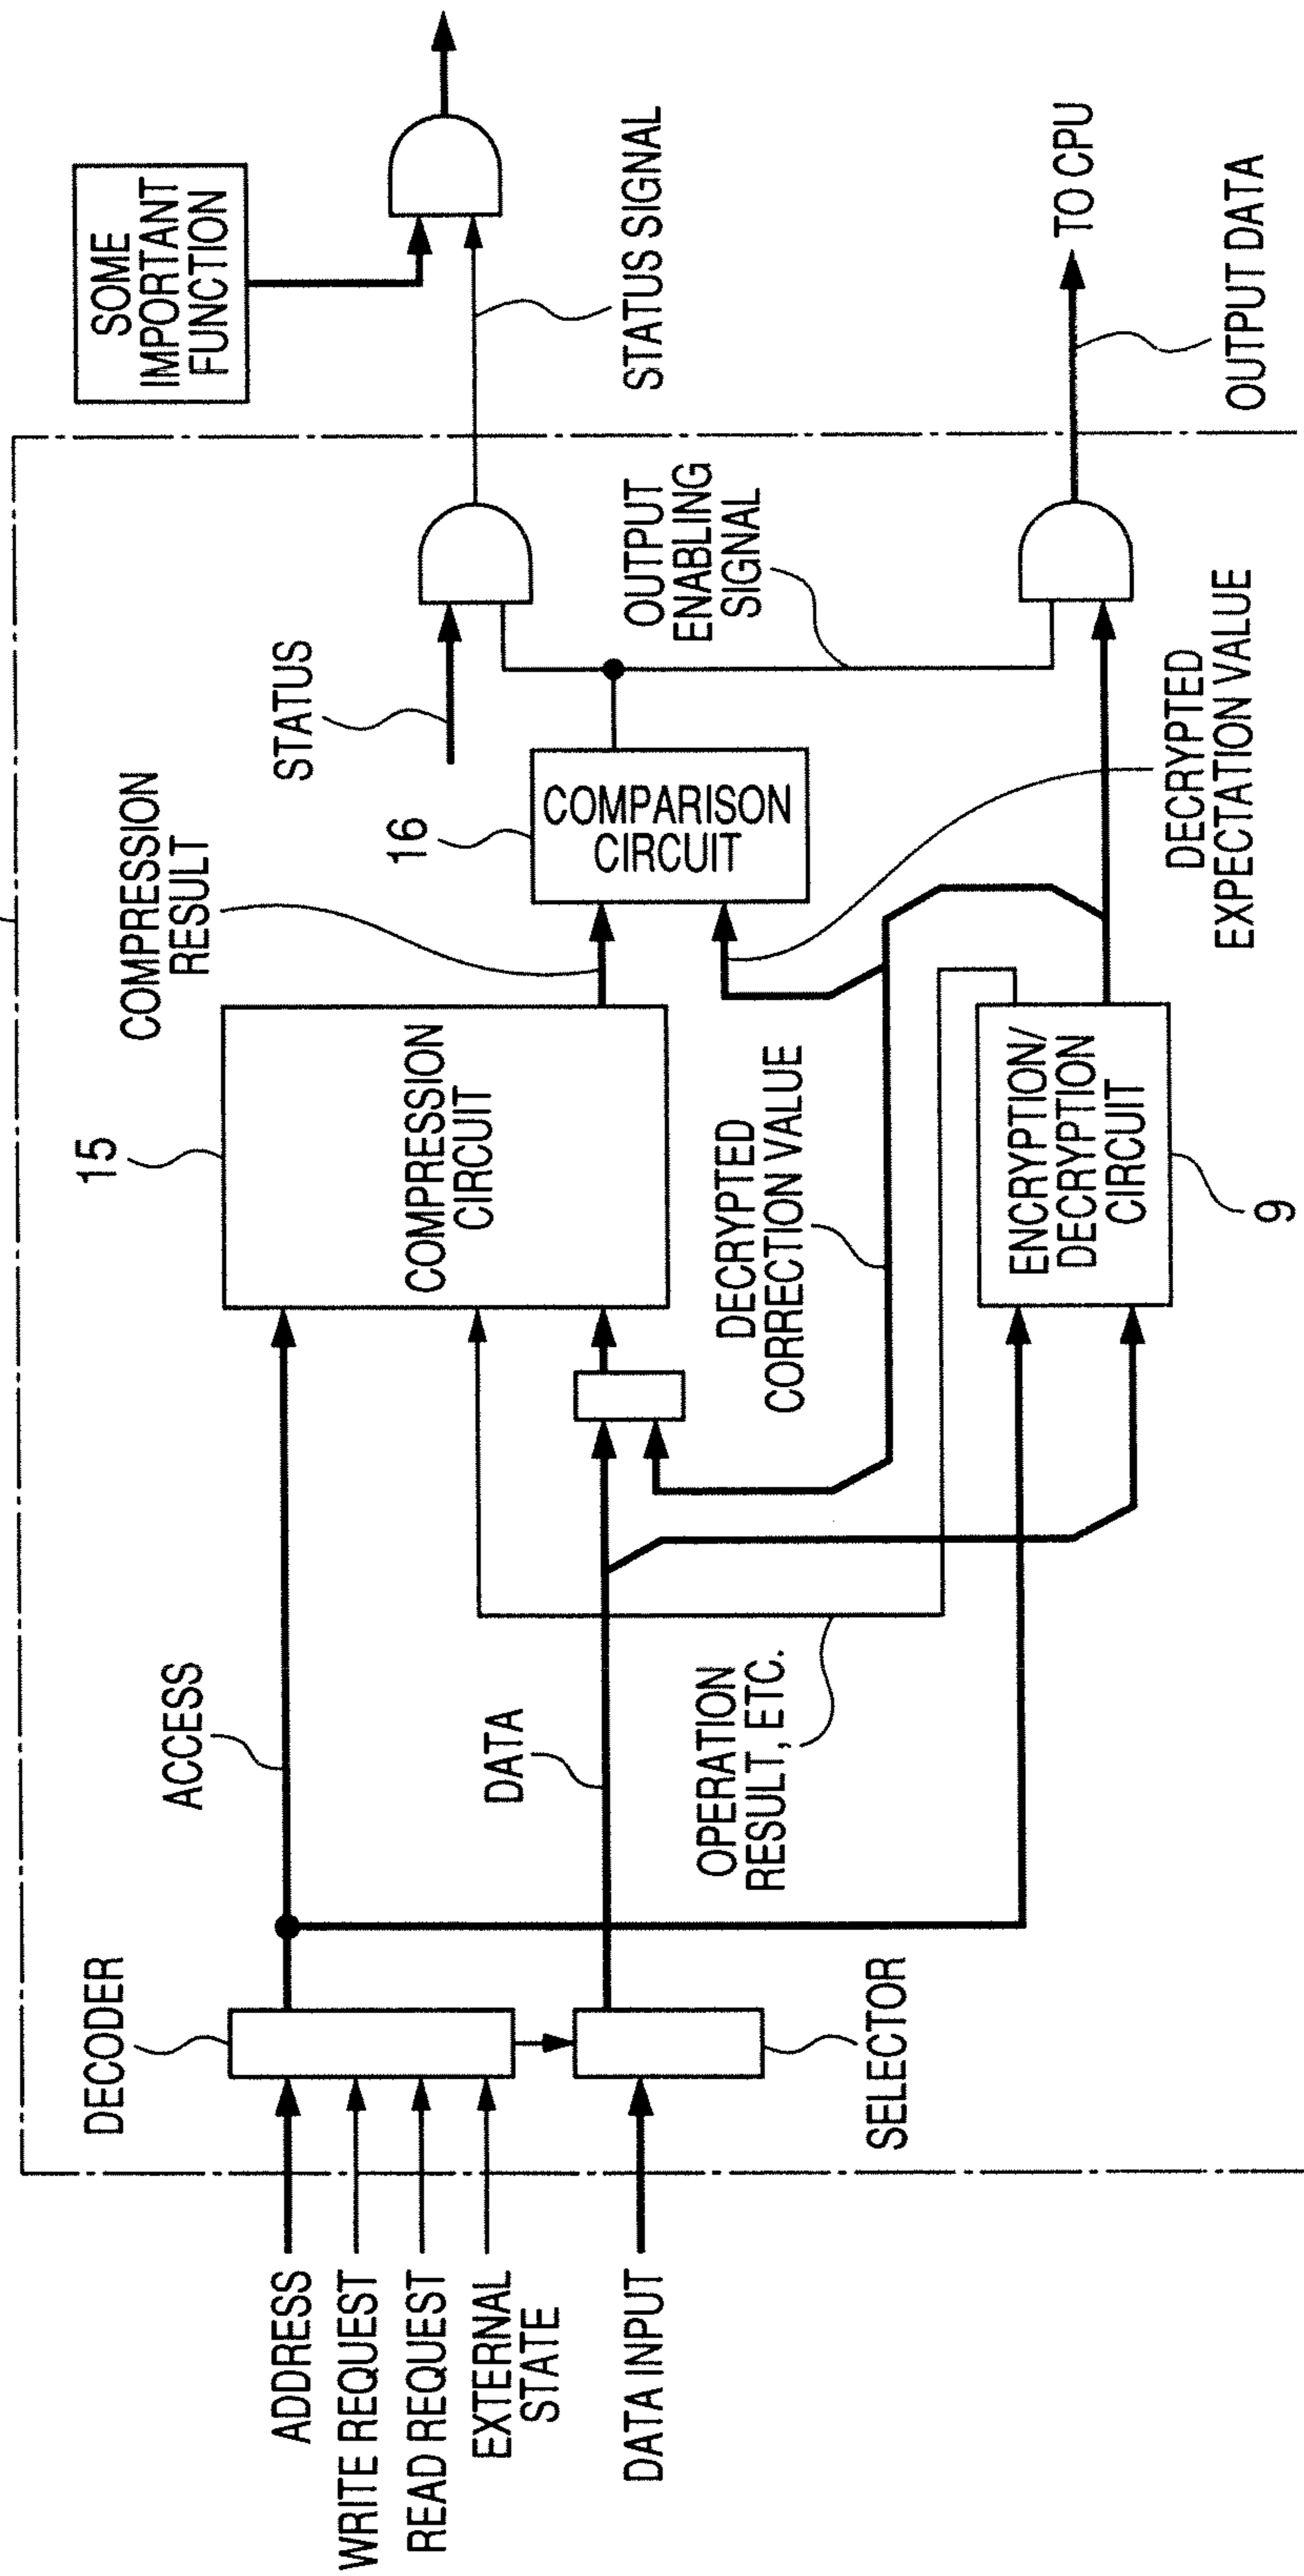 DECODER
ADDRESS
WRITE REQUEST
READ REQUEST
EXTERNAL
STATE
DATA INPUT
SELECTOR
ACCESS
DATA
OPERATION
RESULT, ETC.
15
COMPRESSION
CIRCUIT
DECRYPTED
CORRECTION VALUE
ENCRYPTION/
DECRYPTION
CIRCUIT
9
COMPRESSION
RESULT
16
COMPARISON
CIRCUIT
STATUS
OUTPUT
ENABLING
SIGNAL
DECRYPTED
EXPECTATION VALUE
SOME
IMPORTANT
FUNCTION
STATUS SIGNAL
TO CPU
OUTPUT DATA